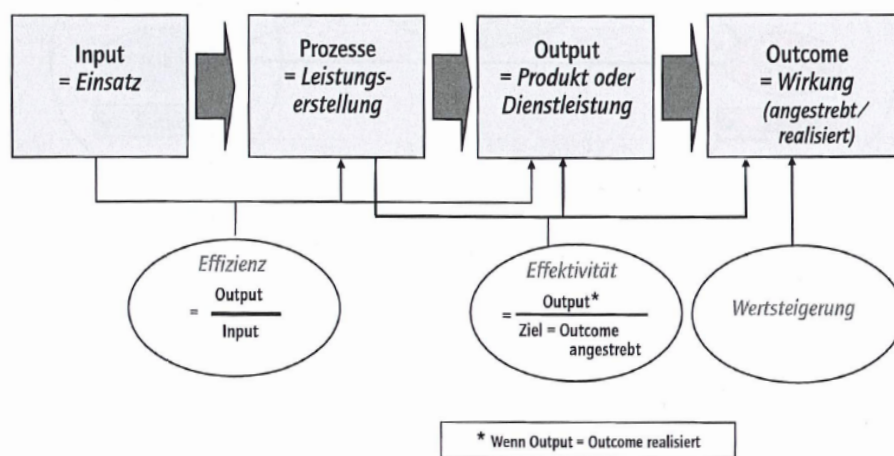 Input
= Einsatz
Prozesse
= Leistungs-
erstellung
Output
= Produkt oder
Dienstleistung
Outcome
= Wirkung
(angestrebt/
realisiert)
Effizienz
= Output
Input
Effektivität
= Output*
Ziel = Outcome
angestrebt
Wertsteigerung
* Wenn Output = Outcome realisiert